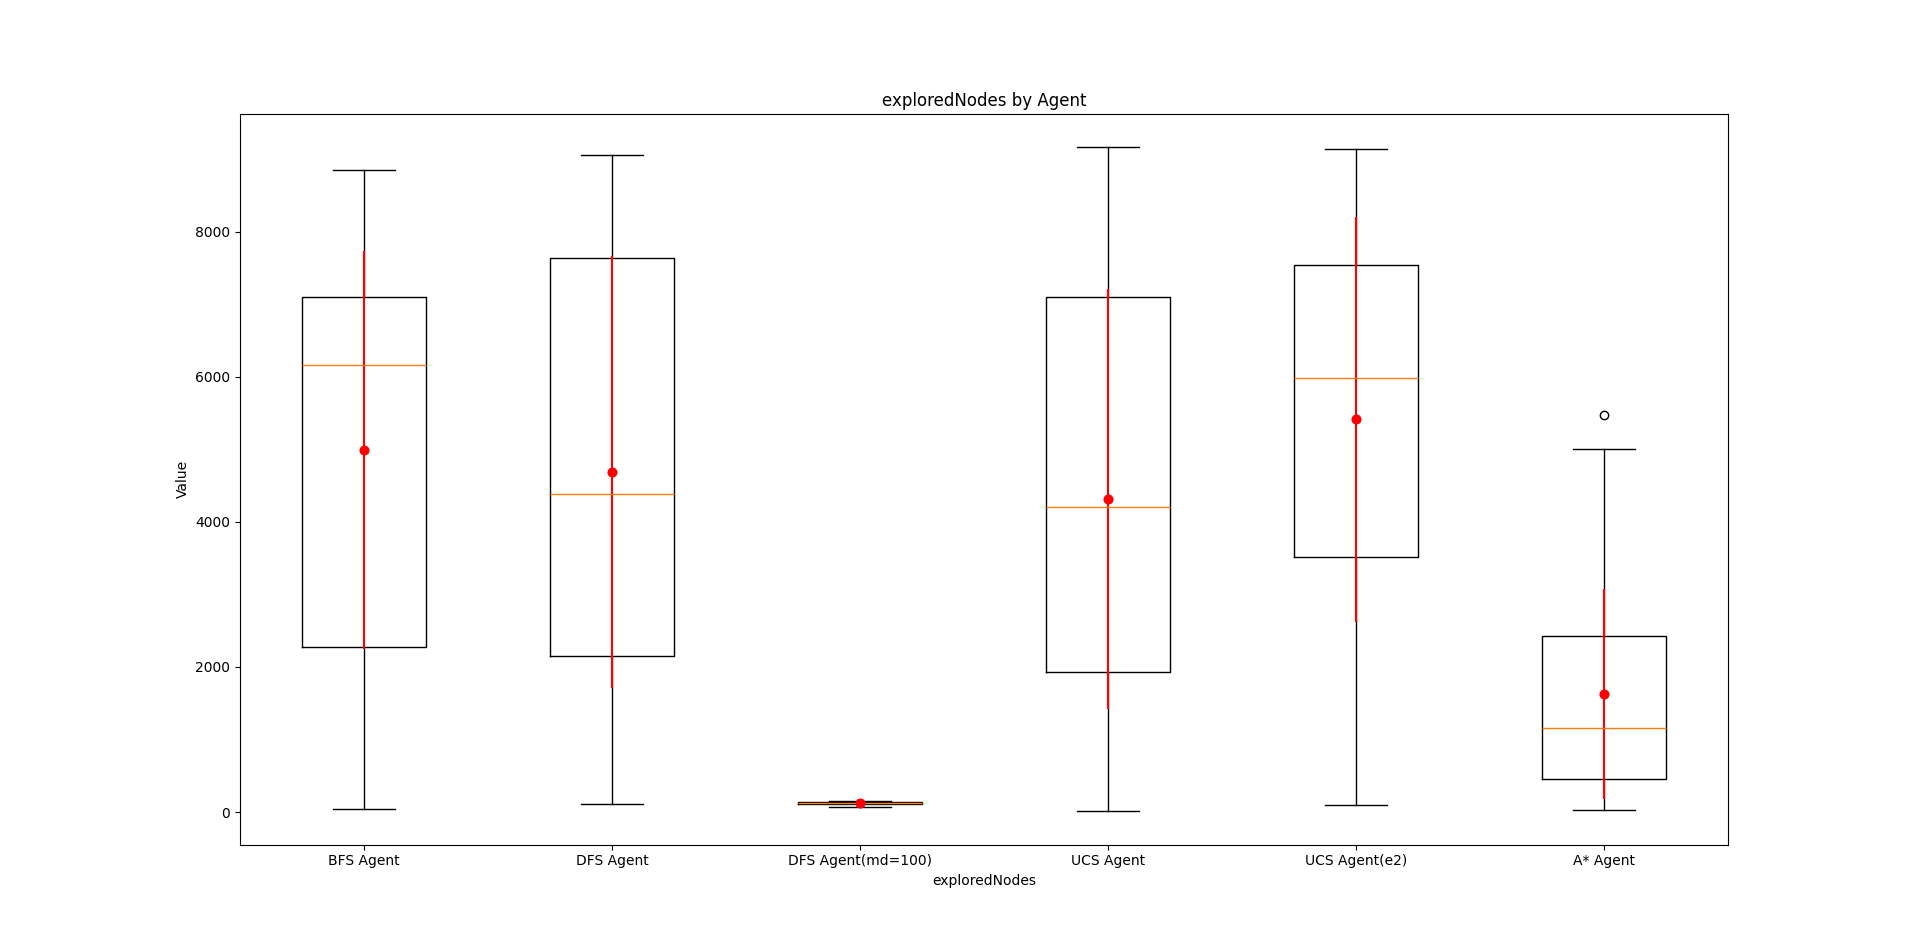 exploredNodes by Agent
Value
8000
6000
4000
2000
0
BFS Agent
DFS Agent
DFS Agent(md=100)
UCS Agent
UCS Agent(e2)
A* Agent
exploredNodes